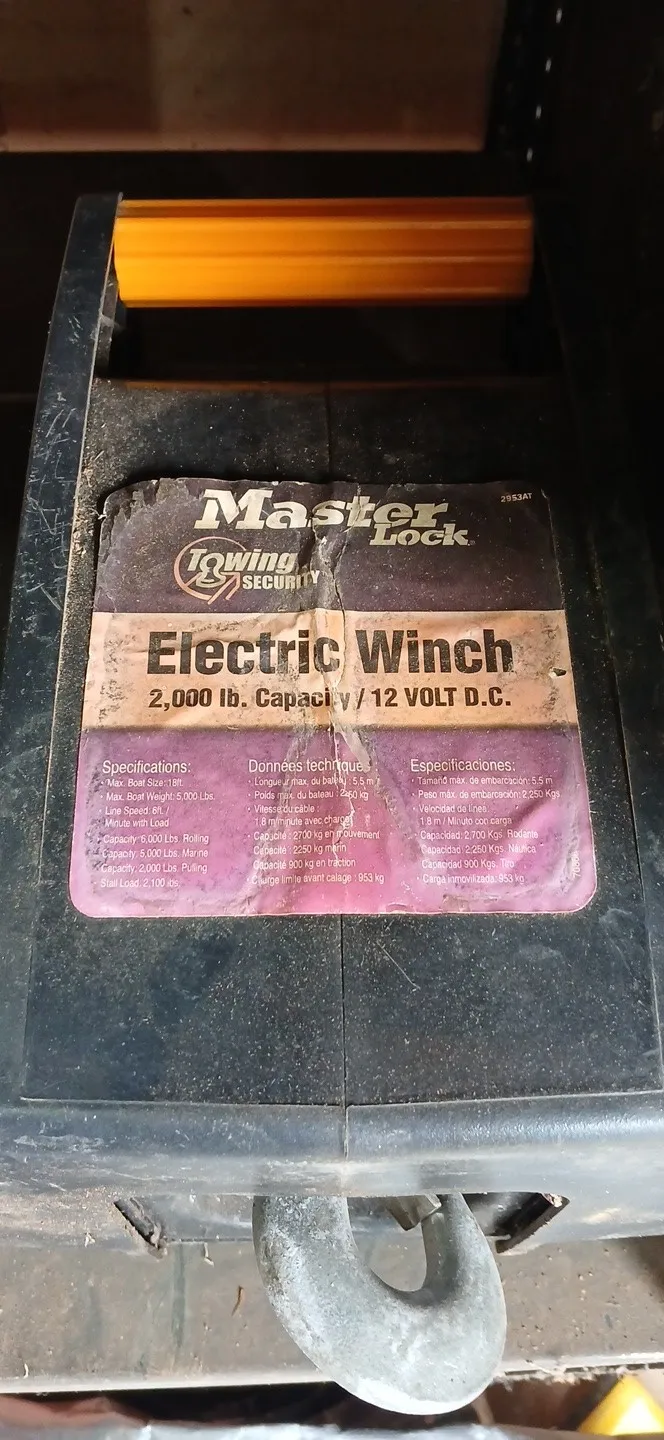 Master
Lock
2953AT
Towing
SECURITY
Electric Winch
2,000 lb. Capacity / 12 VOLT D.C.
Specifications:
· Max. Boat Size: 18ft.
· Max. Boat Weight: 5,000 Lbs.
· Line Speed: 6ft. /
Minute with Load
· Capacity: 6,000 Lbs. Rolling
· Capacity: 5,000 Lbs. Marine
· Capacity: 2,000 Lbs. Pulling
· Stall Load: 2,100 lbs.
Données techniques
· Longueur max. du bateau : 5,5 m
· Poids max. du bateau : 2250 kg
· Vitesse du câble :
1.8 m/minute avec charge
· Capacité : 2700 kg en mouvement
Capacité : 2250 kg marin
Capacité 900 kg en traction
· Charge limite avant calage : 953 kg
Especificaciones:
· Tamaño máx. de embarcación: 5.5 m
· Peso máx. de embarcación: 2,250 Kgs.
· Velocidad de línea:
1.8 m / Minuto con carga
· Capacidad: 2,700 Kgs. Rodante
· Capacidad: 2,250 Kgs. Náutica
· Capacidad 900 Kgs. Tiro
· Carga inmovilizada: 953 kg